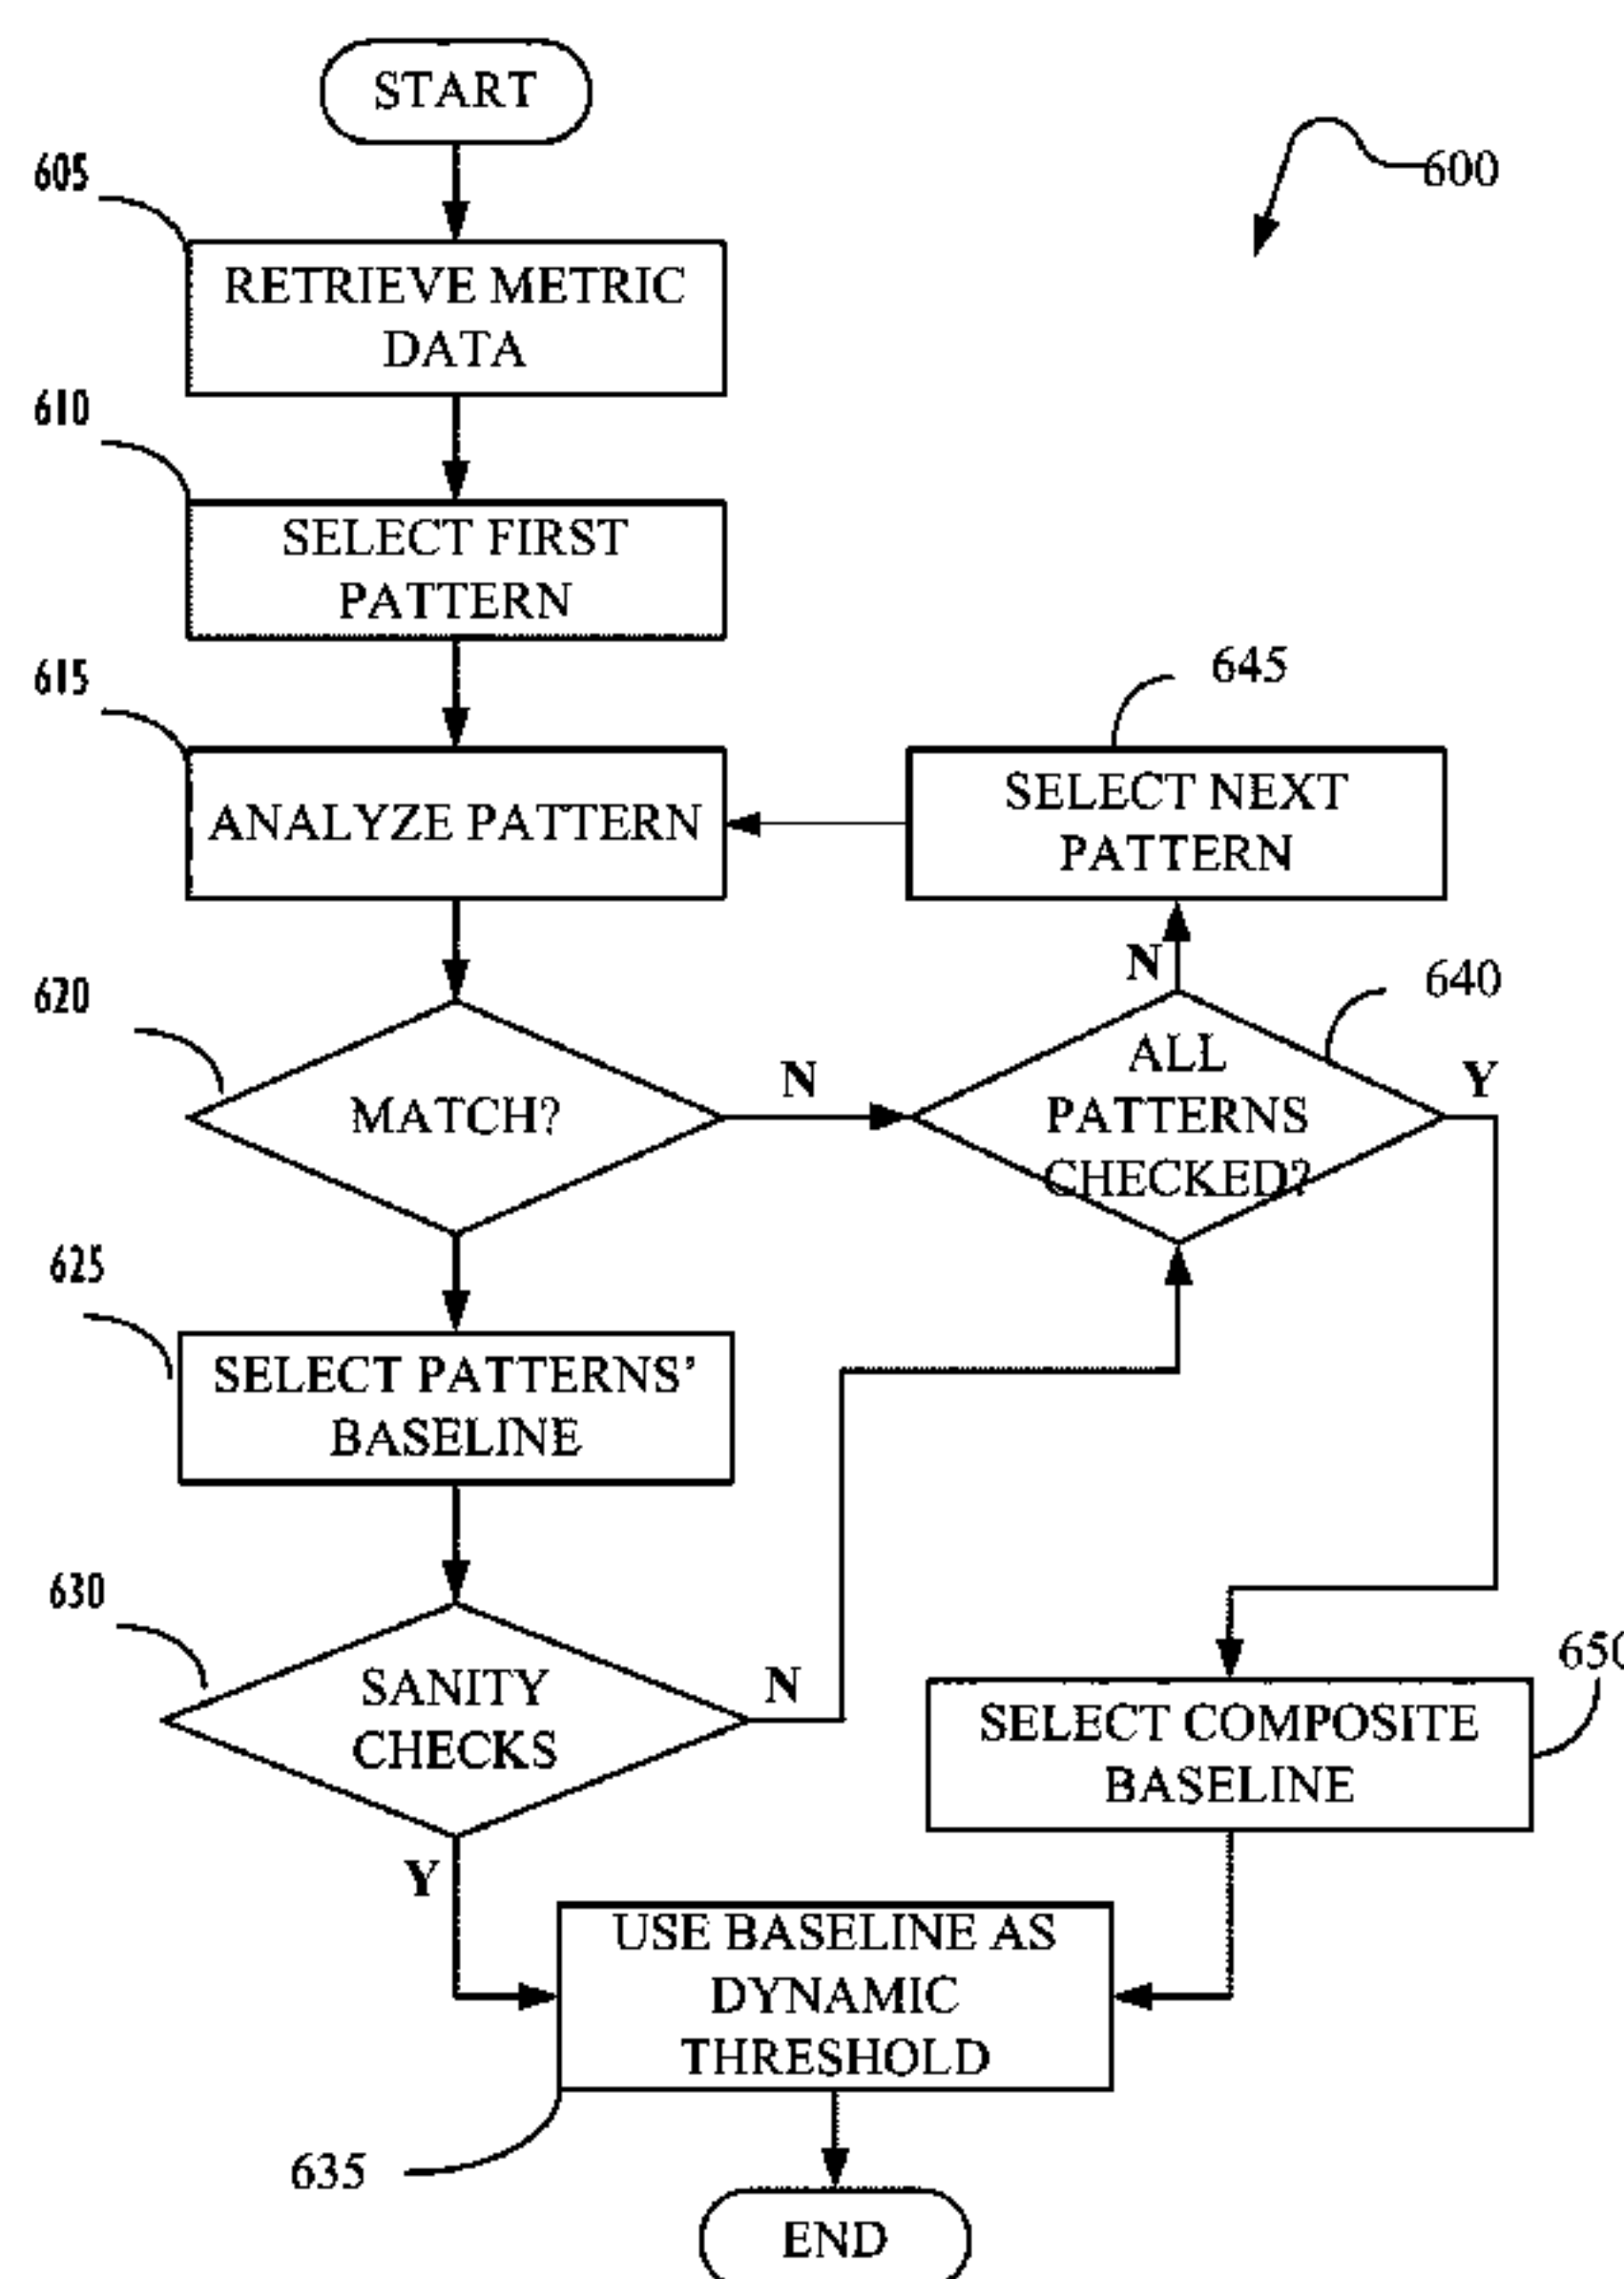 START
600
605
RETRIEVE METRIC
DATA
610
SELECT FIRST
PATTERN
615
ANALYZE PATTERN
645
SELECT NEXT
PATTERN
620
MATCH?
N
N
640
ALL
PATTERNS
CHECKED?
Y
625
SELECT PATTERNS’
BASELINE
630
SANITY
CHECKS
N
Y
650
SELECT COMPOSITE
BASELINE
USE BASELINE AS
DYNAMIC
THRESHOLD
635
END